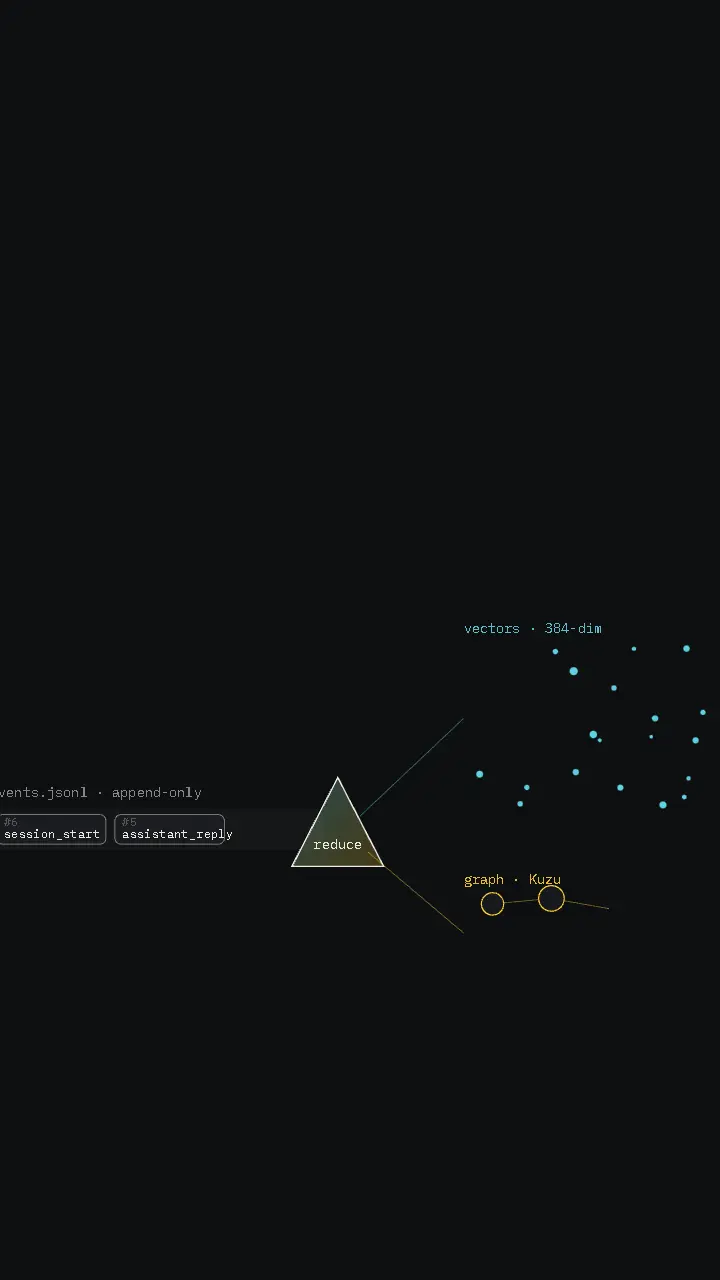 vectors · 384-dim
vents.jsonl · append-only
#6
session_start
#5
assistant_reply
reduce
graph · Kuzu